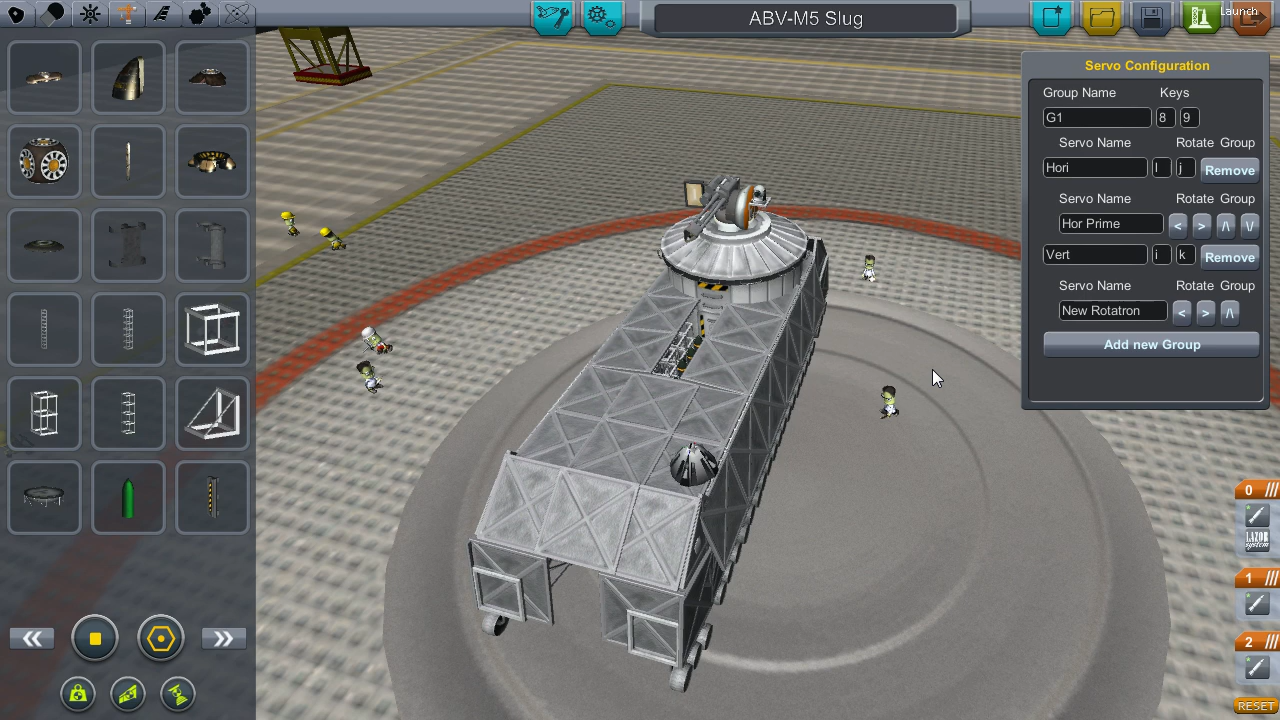 ABV-M5 Slug
Launch
Servo Configuration
Group Name Keys
G1 8 9
Servo Name Rotate Group
Hori l j Remove
Servo Name Rotate Group
Hor Prime < > /\ \/
Vert i k Remove
Servo Name Rotate Group
New Rotatron < > /\
Add new Group
0
LAZOR
system
1
2
RESET